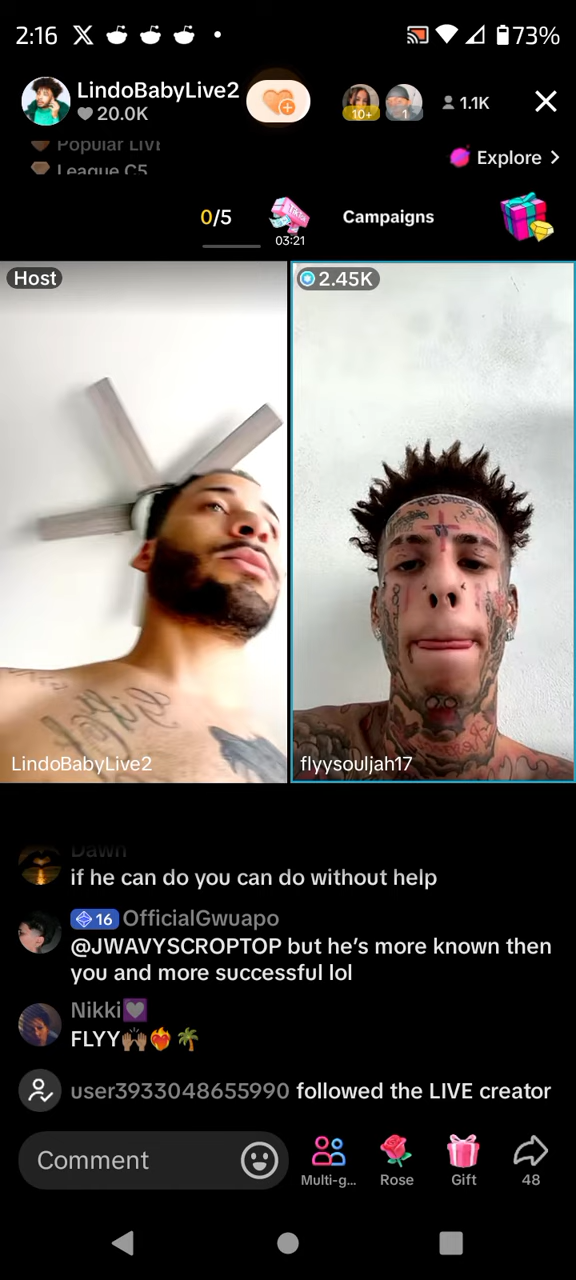 2:16
73%
LindoBabyLive2
20.0K
10+
1
1.1K
Popular LIVE
League C5
Explore >
0/5
03:21
Campaigns
Host
2.45K
LindoBabyLive2
flyysouljah17
Dawn
if he can do you can do without help
16 OfficialGwuapo
@JWAVYSCROPTOP but he's more known then
you and more successful lol
Nikki💜
FLYY🙌🏽❤️‍🔥🌴
user3933048655990 followed the LIVE creator
Comment
Multi-g...
Rose
Gift
48